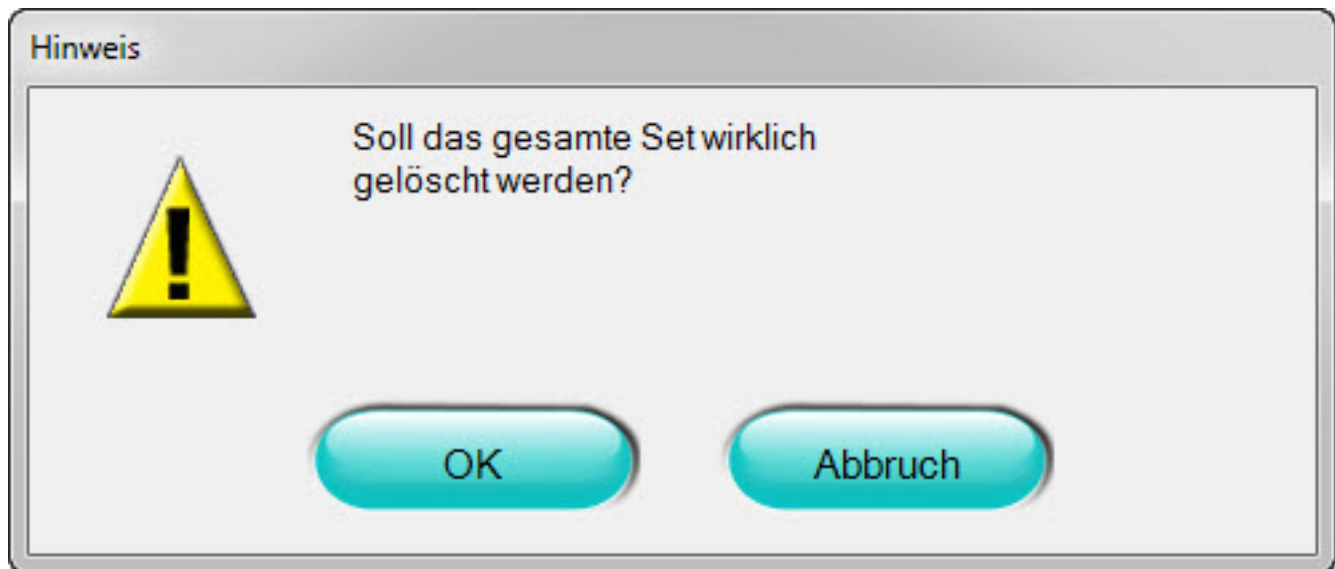 Hinweis
Soll das gesamte Set wirklich
gelöscht werden?
OK
Abbruch